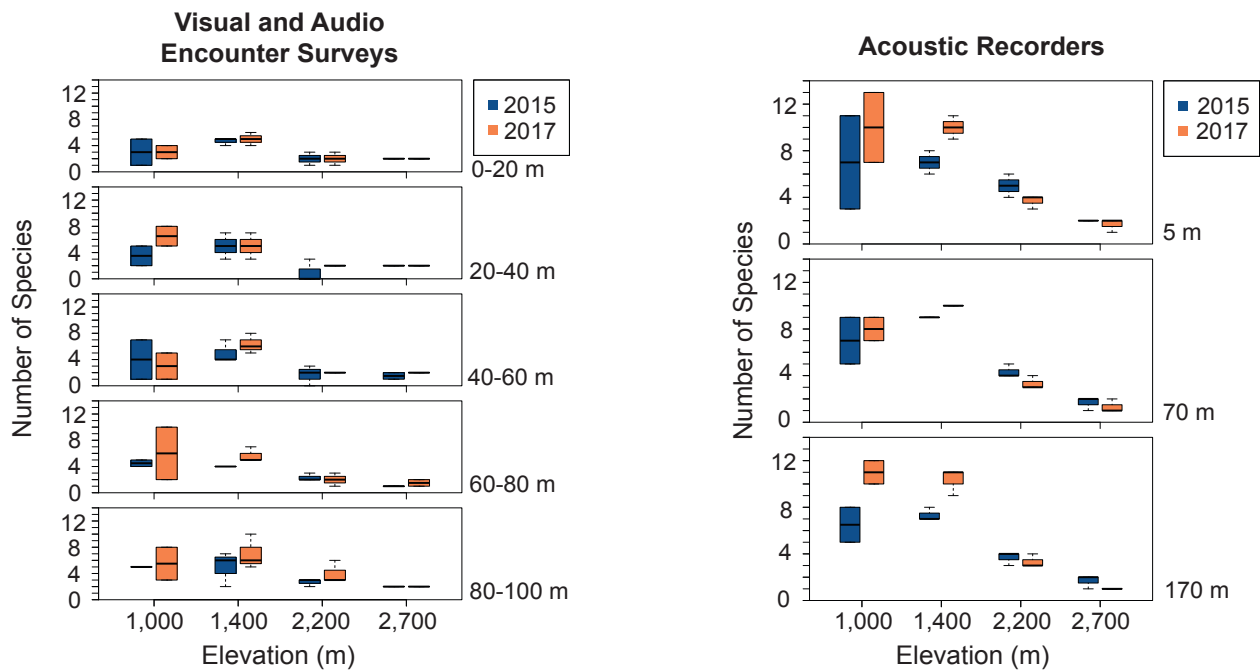 Visual and Audio
Encounter Surveys
Number of Species
12
8
4
0
2015
2017
0-20 m
12
8
4
0
20-40 m
12
8
4
0
40-60 m
12
8
4
0
60-80 m
12
8
4
0
80-100 m
1,000 1,400 2,200 2,700
Elevation (m)
Acoustic Recorders
Number of Species
12
8
4
0
2015
2017
5 m
12
8
4
0
70 m
12
8
4
0
170 m
1,000 1,400 2,200 2,700
Elevation (m)